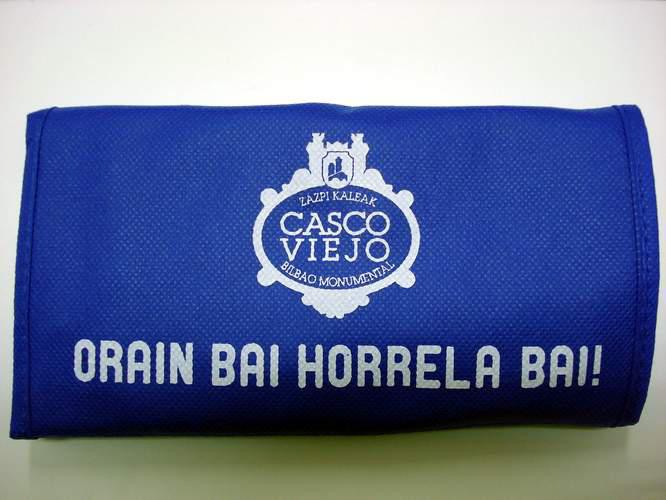 ZAZPI KALEAK
CASCO
VIEJO
BILBAO MONUMENTAL
ORAIN BAI HORRELA BAI!